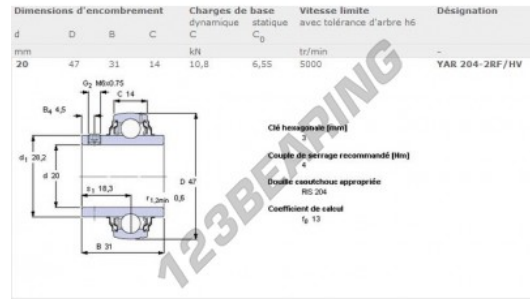 Dimensions d'encombrement Charges de base Vitesse limite Désignation
dynamique statique avec tolérance d'arbre h6
d D B C C C0
mm kN tr/min -
20 47 31 14 10,8 6,55 5000 YAR 204-2RF/HV
G2 M6x0.75
C 14
B4 4,5
d1 28,2
d 20
s1 18,3
D 47
r1,2min 0,6
B 31
Clé hexagonale [mm]
3
Couple de serrage recommandé [Nm]
4
Douille caoutchouc appropriée
RIS 204
Coefficient de calcul
f0 13
123BEARING